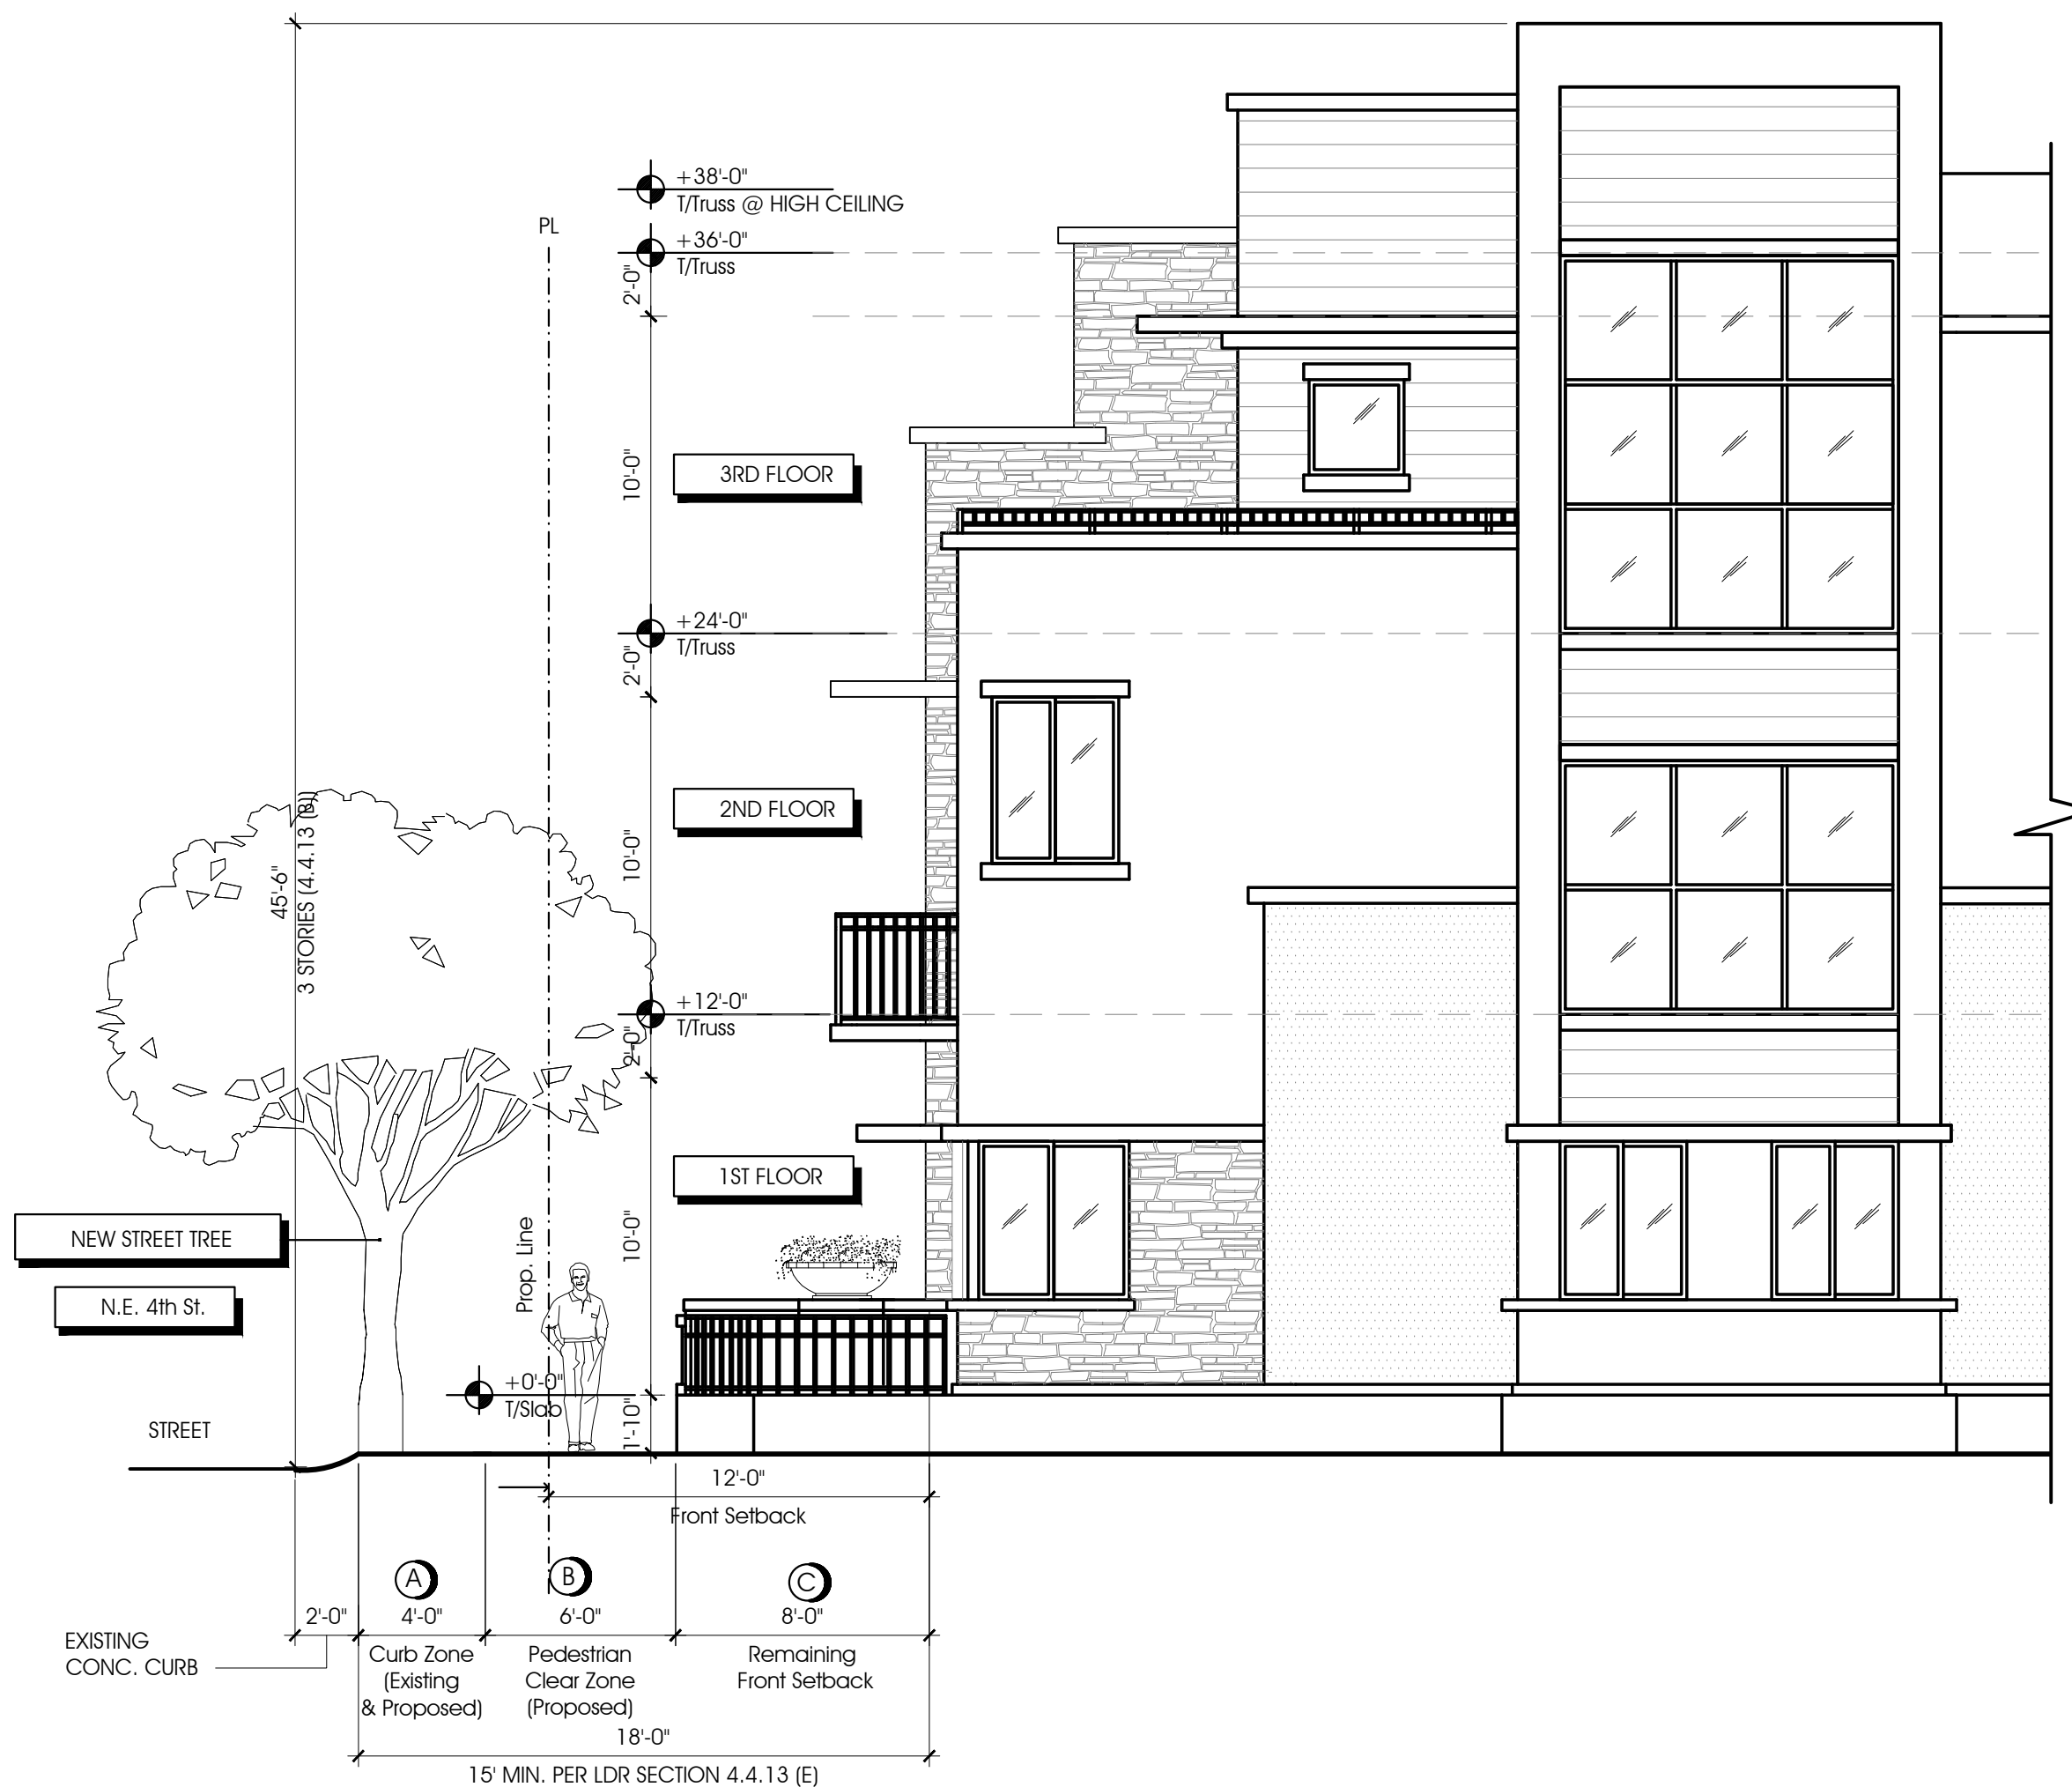 +38'-0"
T/Truss @ HIGH CEILING
PL
+36'-0"
T/Truss
2'-0"
10'-0"
3RD FLOOR
+24'-0"
T/Truss
2'-0"
10'-0"
2ND FLOOR
45'-6"
3 STORIES (4.4.13 (B))
+12'-0"
T/Truss
2'-0"
10'-0"
1ST FLOOR
NEW STREET TREE
Prop. Line
N.E. 4th St.
+0'-0"
T/Slab
1'-10"
STREET
12'-0"
Front Setback
A
B
C
2'-0"
4'-0"
6'-0"
8'-0"
EXISTING
CONC. CURB
Curb Zone
(Existing
& Proposed)
Pedestrian
Clear Zone
(Proposed)
Remaining
Front Setback
18'-0"
15' MIN. PER LDR SECTION 4.4.13 (E)